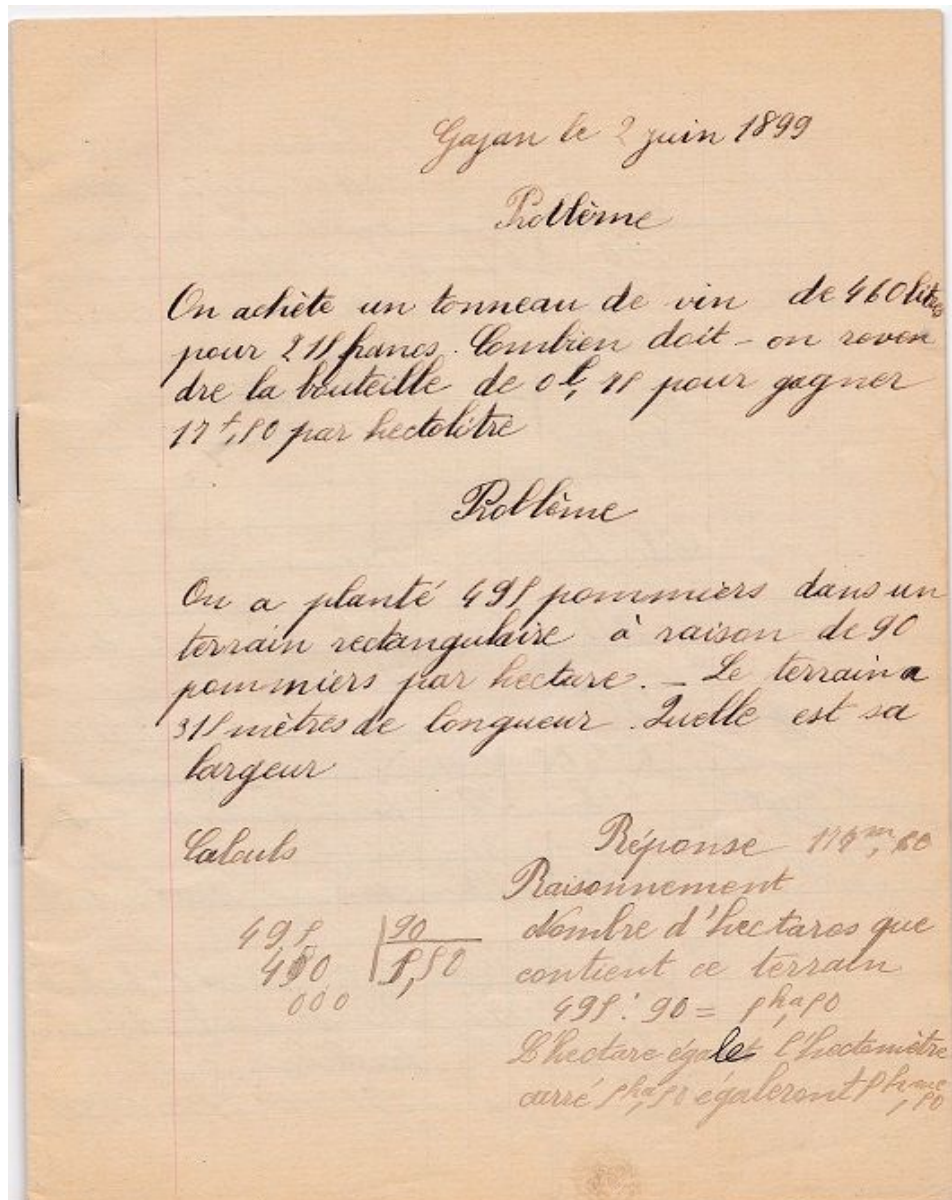 Gajan le 2 juin 1899
Problème
On achète un tonneau de vin de 460 litres
pour 215 francs. Combien doit-on reven
dre la bouteille de 0l,75 pour gagner
17f,50 par hectolitre
Problème
On a planté 495 pommiers dans un
terrain rectangulaire à raison de 90
pommiers par hectare. — Le terrain a
315 mètres de longueur. Quelle est sa
largeur
Calculs
495 | 90
450 | 5,50
000
Réponse 174m,60
Raisonnement
Nombre d'hectares que
contient ce terrain
495 : 90 = 5ha,50
L'hectare égale l'hectomètre
carré 5ha,50 égaleront 5hmc,50